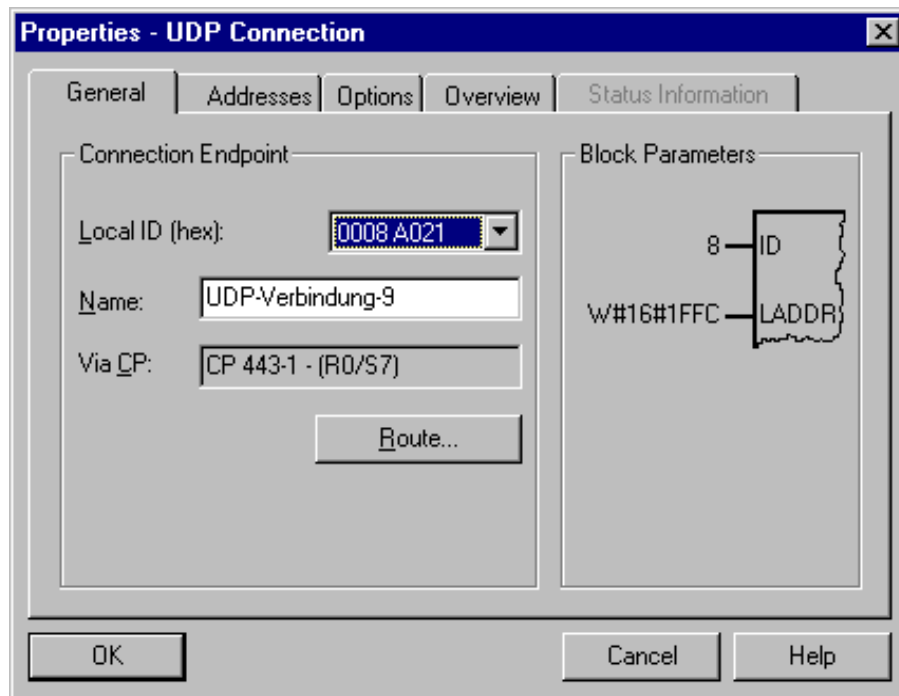 Properties - UDP Connection
General Addresses Options Overview Status Information
Connection Endpoint
Local ID (hex): 0008 A021
Name: UDP-Verbindung-9
Via CP: CP 443-1 - (R0/S7)
Route...
Block Parameters
8 ID
W#16#1FFC LADDR
OK Cancel Help